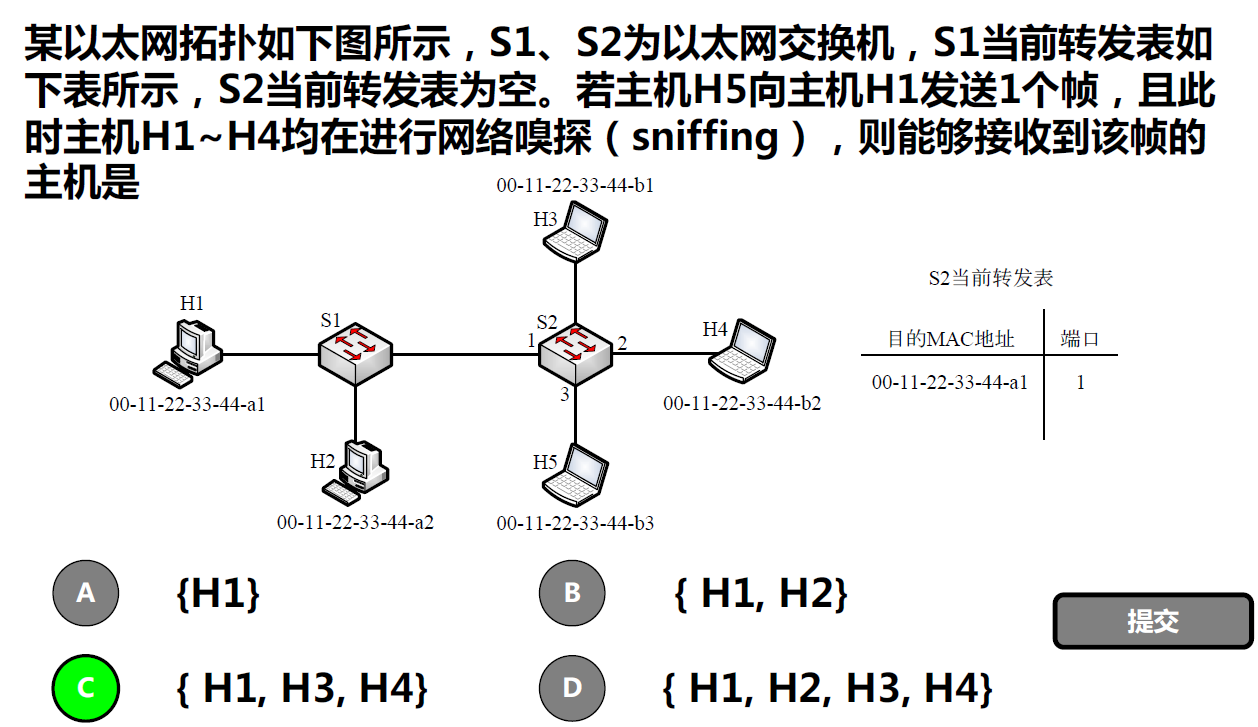 某以太网拓扑如下图所示，S1、S2为以太网交换机，S1当前转发表如
下表所示，S2当前转发表为空。若主机H5向主机H1发送1个帧，且此
时主机H1~H4均在进行网络嗅探（sniffing），则能够接收到该帧的
主机是
00-11-22-33-44-b1
H3
S2当前转发表
H1
S1
S2
H4
目的MAC地址 端口
1
2
00-11-22-33-44-a1 1
3
00-11-22-33-44-a1
00-11-22-33-44-b2
H2
H5
00-11-22-33-44-a2
00-11-22-33-44-b3
A {H1}
B { H1, H2}
提交
C { H1, H3, H4}
D { H1, H2, H3, H4}